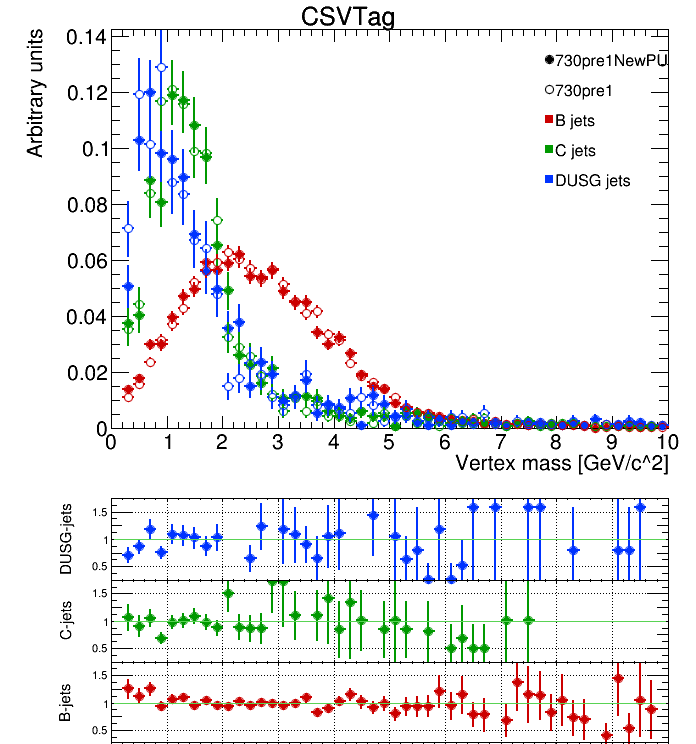 CSVTag
Arbitrary units
0.14
0.12
0.1
0.08
0.06
0.04
0.02
0
730pre1NewPU
730pre1
B jets
C jets
DUSG jets
0 1 2 3 4 5 6 7 8 9 10
Vertex mass [GeV/c^2]
DUSG-jets
1.5
1
0.5
C-jets
1.5
1
0.5
B-jets
1.5
1
0.5